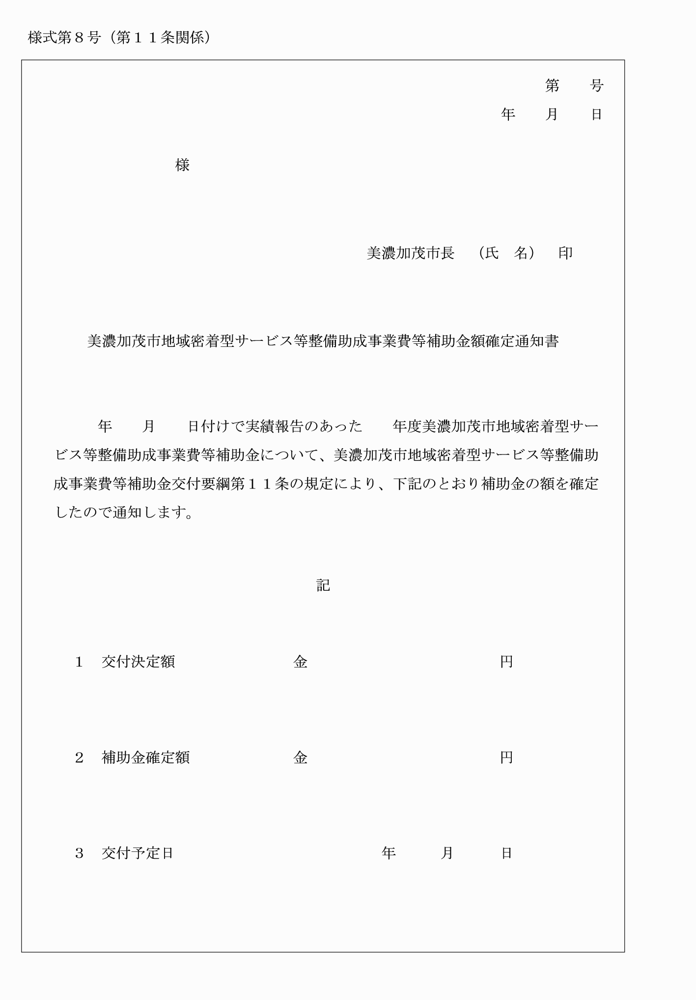 様式第８号（第１１条関係）
第　　号
年　　月　　日
様
美濃加茂市長　（氏　名）　印
美濃加茂市地域密着型サービス等整備助成事業費等補助金額確定通知書
年　　月　　日付けで実績報告のあった　　年度美濃加茂市地域密着型サー
ビス等整備助成事業費等補助金について、美濃加茂市地域密着型サービス等整備助
成事業費等補助金交付要綱第１１条の規定により、下記のとおり補助金の額を確定
したので通知します。
記
１　交付決定額　　　　　　　　金　　　　　　　　　　　　　円
２　補助金確定額　　　　　　　金　　　　　　　　　　　　　円
３　交付予定日　　　　　　　　　　　　　　年　　　月　　　日